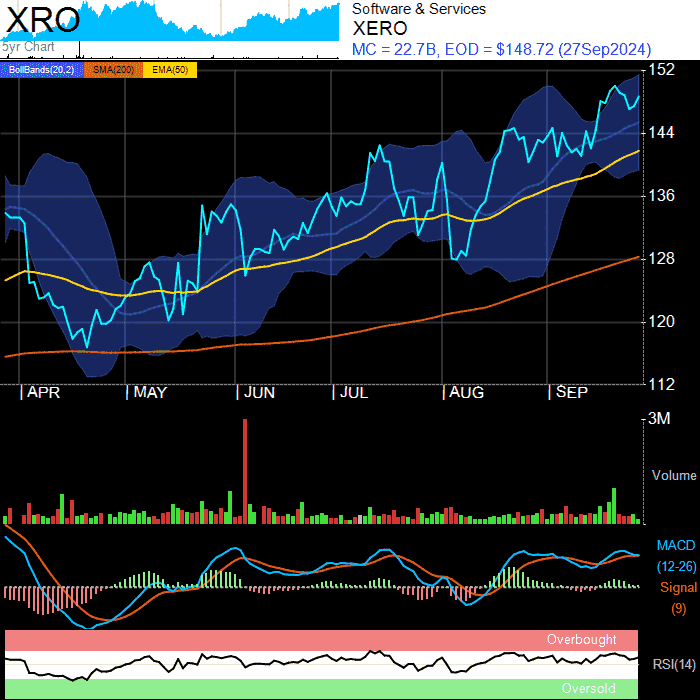 XRO
5yr Chart
Software & Services
XERO
MC = 22.7B, EOD = $148.72 (27Sep2024)
BollBands(20,2) SMA(200) EMA(50)
152
144
136
128
120
112
APR MAY JUN JUL AUG SEP
3M
Volume
MACD
(12-26)
Signal
(9)
Overbought
RSI(14)
Oversold